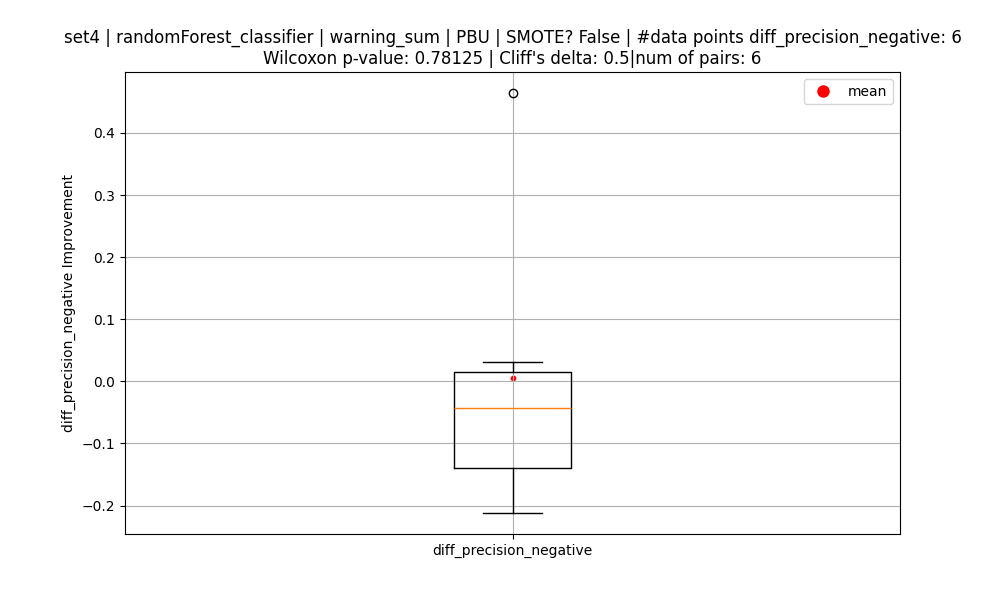 set4 | randomForest_classifier | warning_sum | PBU | SMOTE? False | #data points diff_precision_negative: 6
Wilcoxon p-value: 0.78125 | Cliff's delta: 0.5|num of pairs: 6
mean
diff_precision_negative Improvement
0.4
0.3
0.2
0.1
0.0
−0.1
−0.2
diff_precision_negative